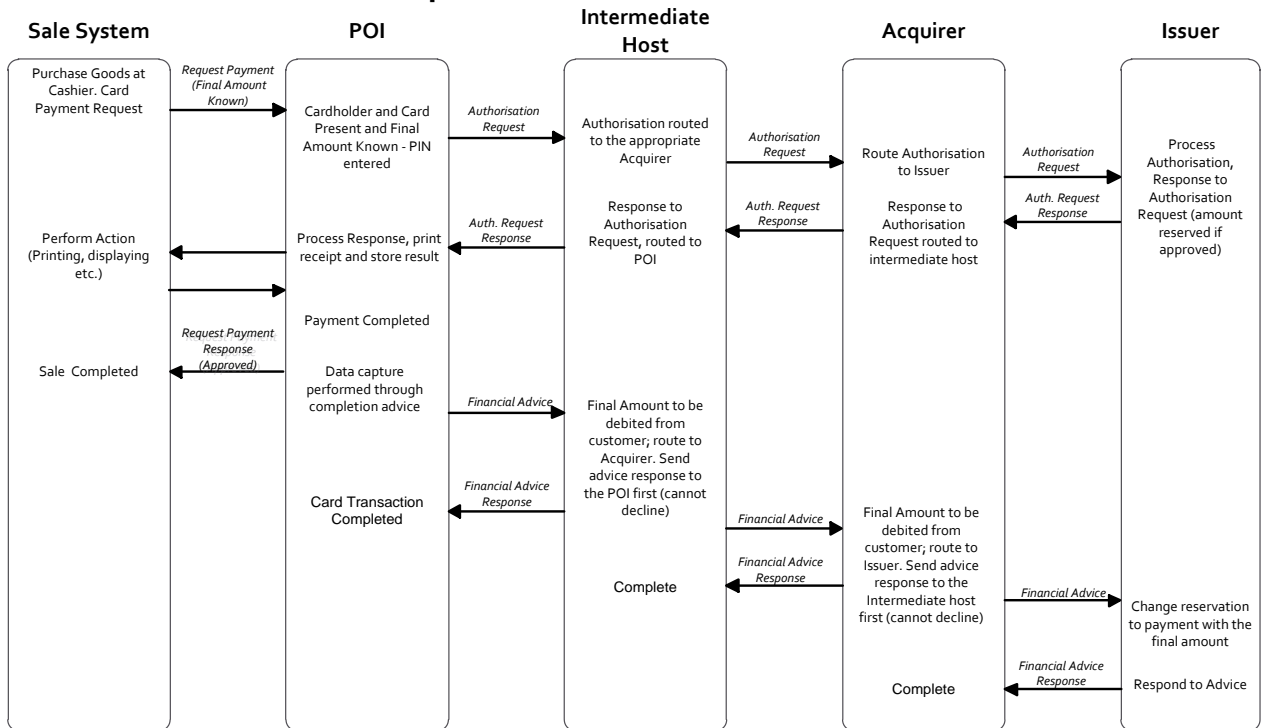 Sale System
POI
Intermediate
Host
Acquirer
Issuer
Purchase Goods at
Cashier. Card
Payment Request
Request Payment
(Final Amount
Known)
Cardholder and Card
Present and Final
Amount Known - PIN
entered
Authorisation
Request
Authorisation routed
to the appropriate
Acquirer
Authorisation
Request
Route Authorisation
to Issuer
Authorisation
Request
Process
Authorisation,
Response to
Authorisation
Request (amount
reserved if
approved)
Auth. Request
Response
Response to
Authorisation
Request routed to
intermediate host
Auth. Request
Response
Response to
Authorisation
Request, routed to
POI
Auth. Request
Response
Process Response, print
receipt and store result
Perform Action
(Printing, displaying
etc.)
Payment Completed
Request Payment
Response
(Approved)
Sale Completed
Data capture
performed through
completion advice
Financial Advice
Final Amount to be
debited from
customer; route to
Acquirer. Send
advice response to
the POI first (cannot
decline)
Financial Advice
Response
Card Transaction
Completed
Financial Advice
Final Amount to be
debited from
customer; route to
Issuer. Send advice
response to the
Intermediate host
first (cannot decline)
Financial Advice
Response
Complete
Financial Advice
Change reservation
to payment with the
final amount
Financial Advice
Response
Respond to Advice
Complete